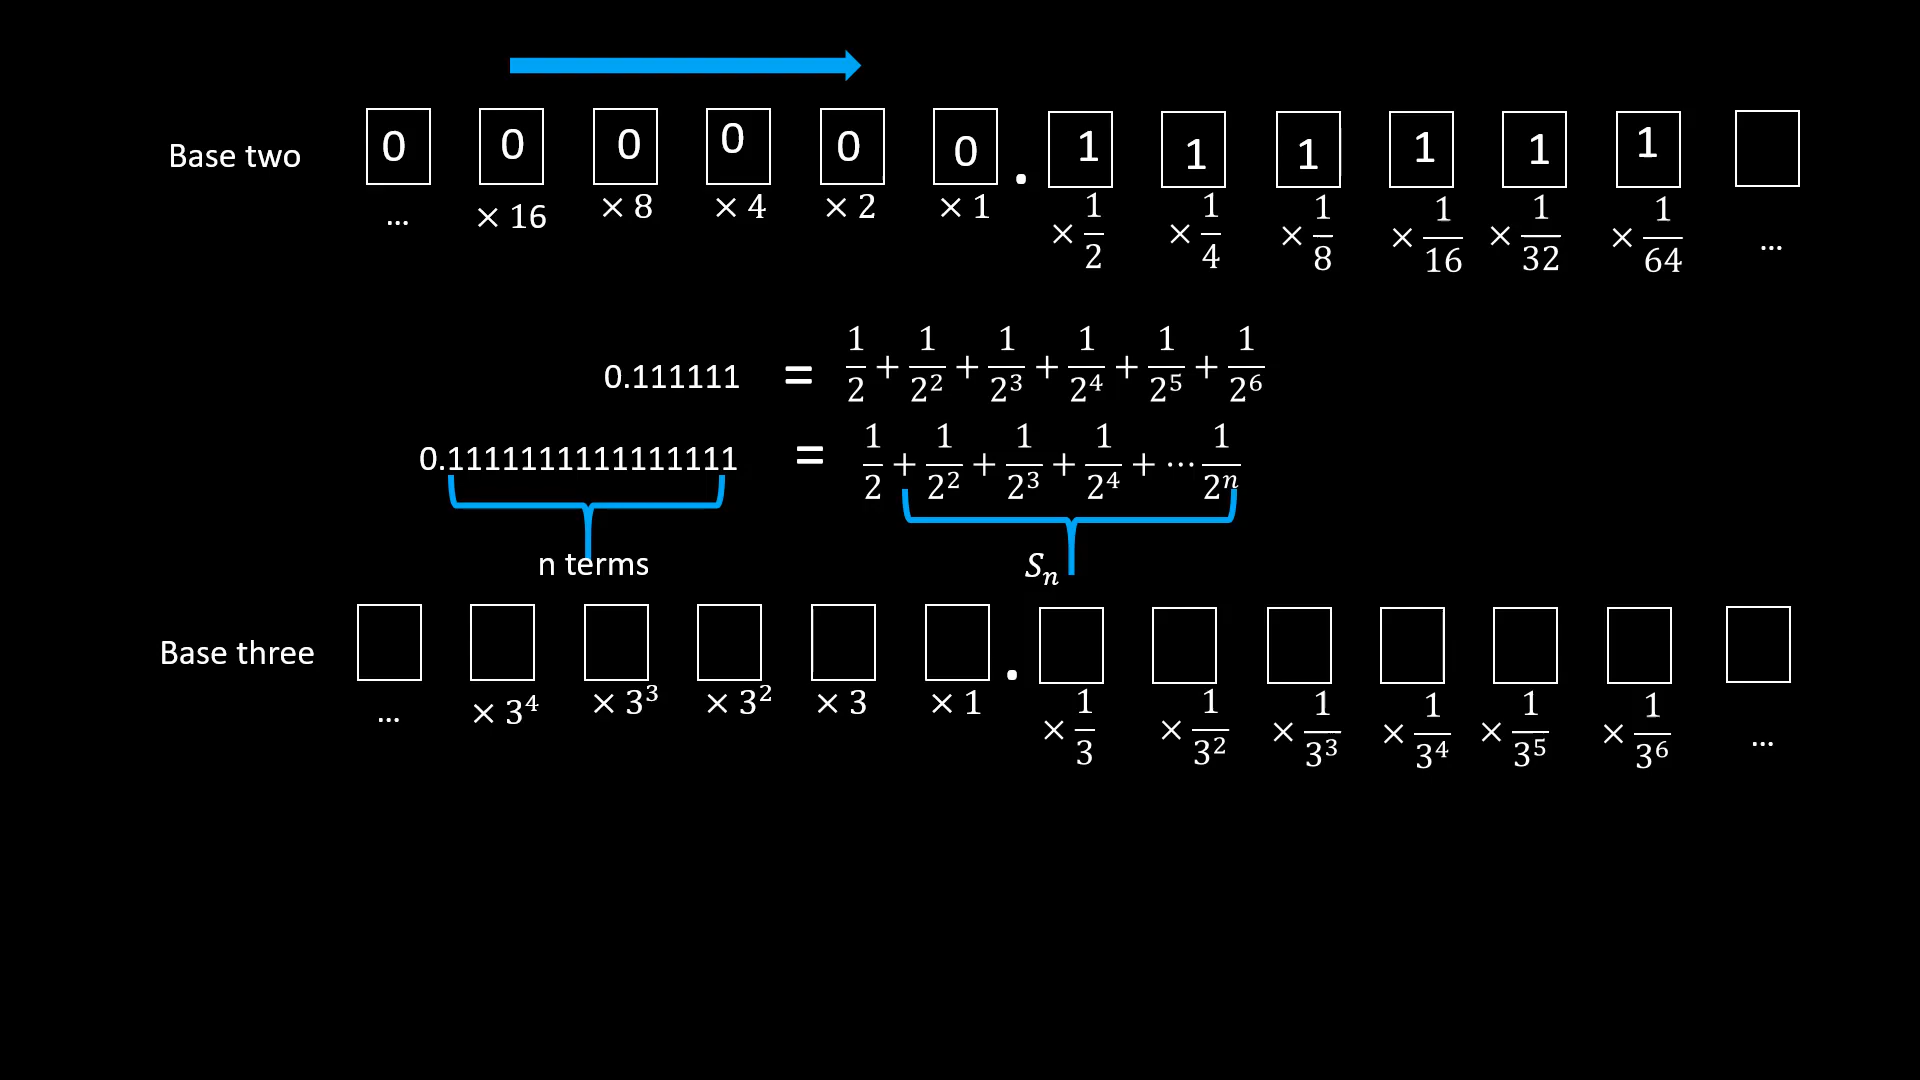 Base two 0 0 0 0 0 0 . 1 1 1 1 1 1
... × 16 × 8 × 4 × 2 × 1 × 1/2 × 1/4 × 1/8 × 1/16 × 1/32 × 1/64 ...
0.111111 = 1/2 + 1/2² + 1/2³ + 1/2⁴ + 1/2⁵ + 1/2⁶
0.1111111111111111 = 1/2 + 1/2² + 1/2³ + 1/2⁴ + ⋯ 1/2ⁿ
n terms Sₙ
Base three .
... × 3⁴ × 3³ × 3² × 3 × 1 × 1/3 × 1/3² × 1/3³ × 1/3⁴ × 1/3⁵ × 1/3⁶ ...